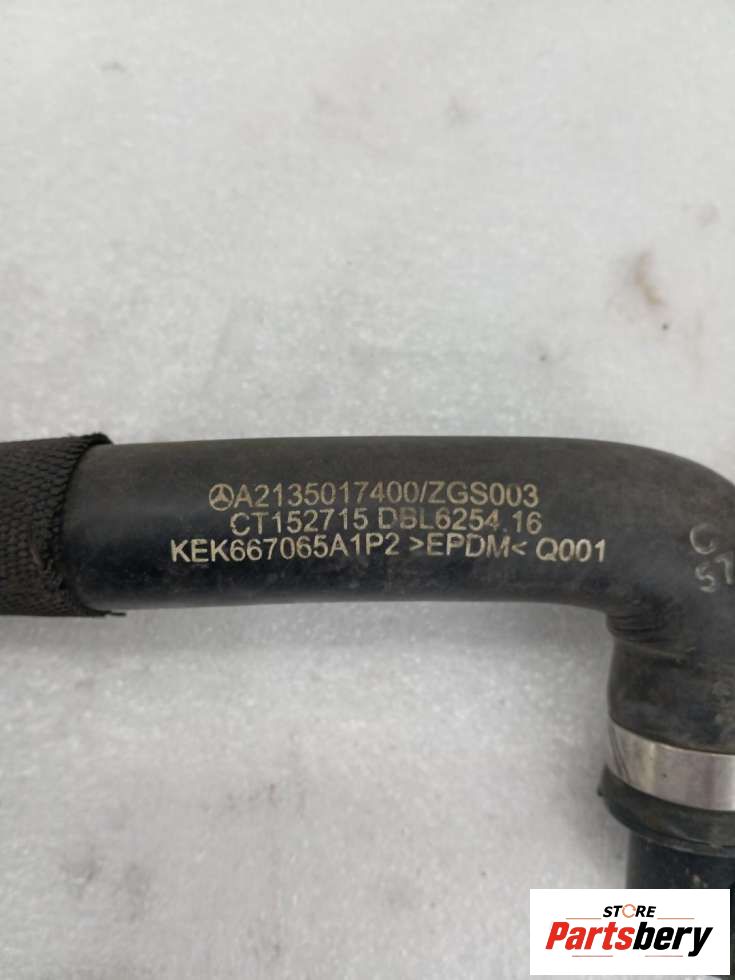 A2135017400/ZGS003
CT152715 DBL6254.16
KEK667065A1P2 >EPDM< Q001
STORE
Partsbery